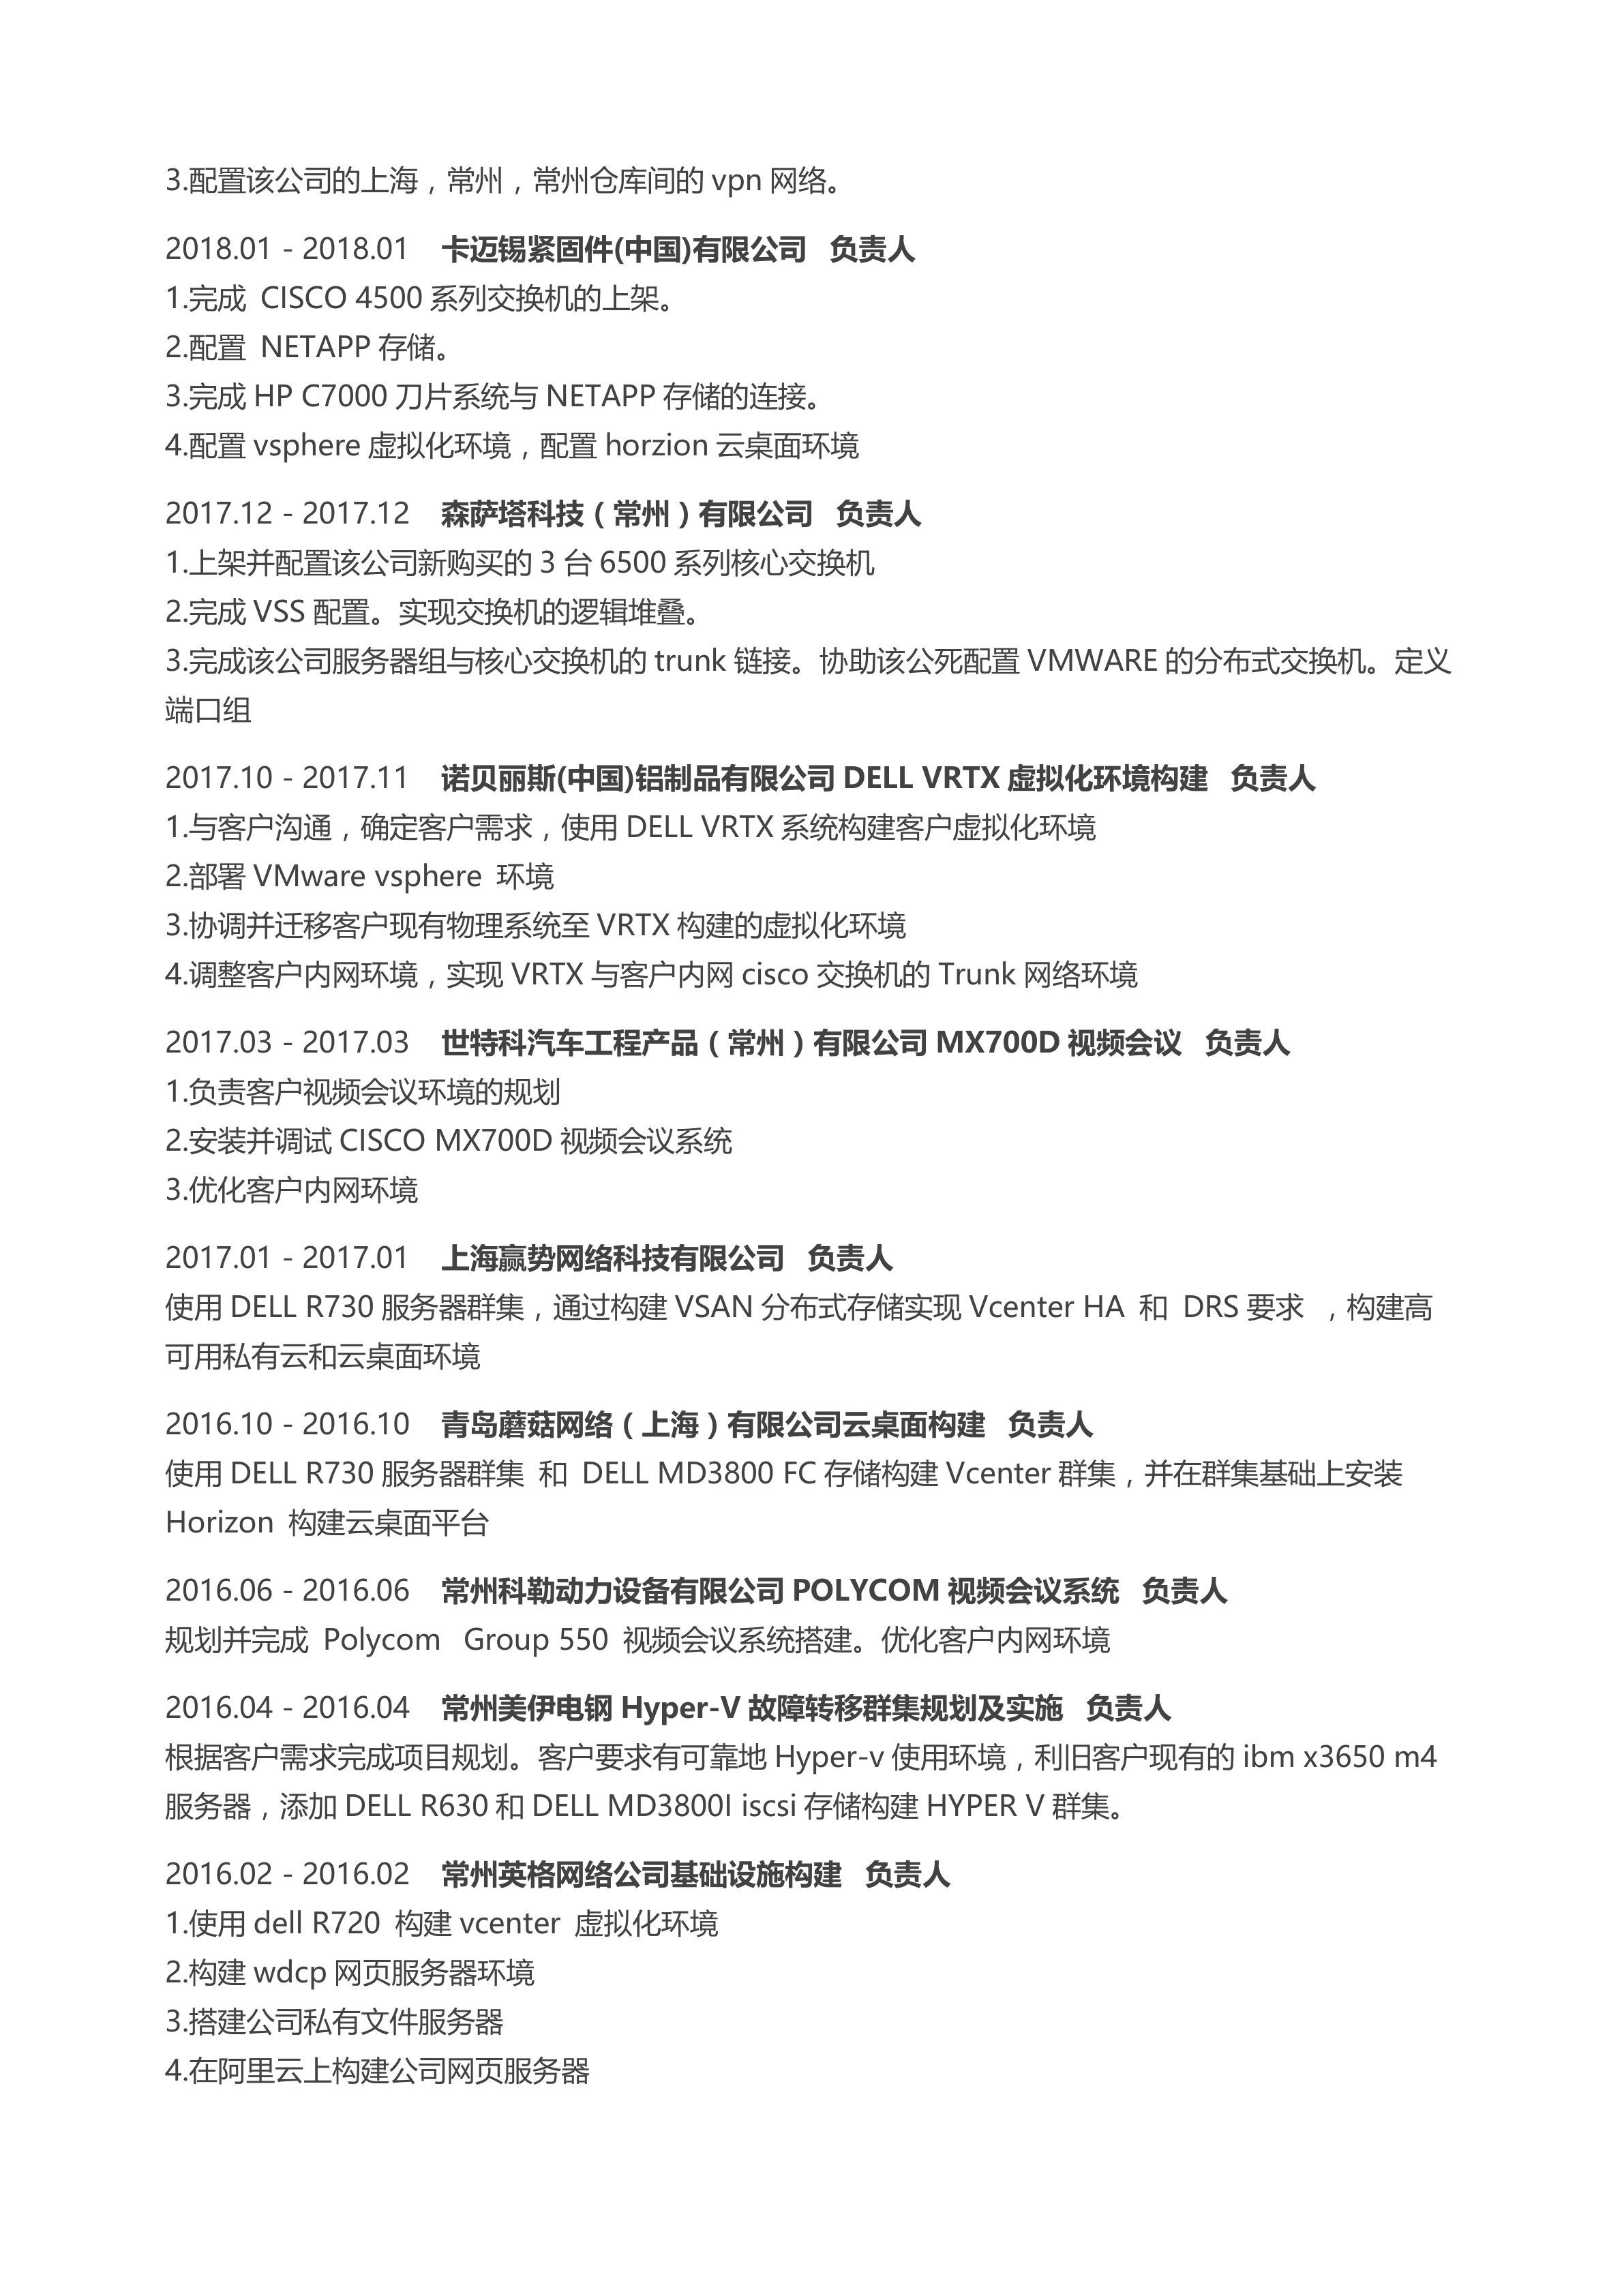 3.配置该公司的上海，常州，常州仓库间的 vpn 网络。
2018.01 - 2018.01 卡迈锡紧固件(中国)有限公司 负责人
1.完成 CISCO 4500 系列交换机的上架。
2.配置 NETAPP 存储。
3.完成 HP C7000 刀片系统与 NETAPP 存储的连接。
4.配置 vsphere 虚拟化环境，配置 horzion 云桌面环境
2017.12 - 2017.12 森萨塔科技（常州）有限公司 负责人
1.上架并配置该公司新购买的 3 台 6500 系列核心交换机
2.完成 VSS 配置。实现交换机的逻辑堆叠。
3.完成该公司服务器组与核心交换机的 trunk 链接。协助该公死配置 VMWARE 的分布式交换机。定义
端口组
2017.10 - 2017.11 诺贝丽斯(中国)铝制品有限公司 DELL VRTX 虚拟化环境构建 负责人
1.与客户沟通，确定客户需求，使用 DELL VRTX 系统构建客户虚拟化环境
2.部署 VMware vsphere 环境
3.协调并迁移客户现有物理系统至 VRTX 构建的虚拟化环境
4.调整客户内网环境，实现 VRTX 与客户内网 cisco 交换机的 Trunk 网络环境
2017.03 - 2017.03 世特科汽车工程产品（常州）有限公司 MX700D 视频会议 负责人
1.负责客户视频会议环境的规划
2.安装并调试 CISCO MX700D 视频会议系统
3.优化客户内网环境
2017.01 - 2017.01 上海赢势网络科技有限公司 负责人
使用 DELL R730 服务器群集，通过构建 VSAN 分布式存储实现 Vcenter HA 和 DRS 要求 ，构建高
可用私有云和云桌面环境
2016.10 - 2016.10 青岛蘑菇网络（上海）有限公司云桌面构建 负责人
使用 DELL R730 服务器群集 和 DELL MD3800 FC 存储构建 Vcenter 群集，并在群集基础上安装
Horizon 构建云桌面平台
2016.06 - 2016.06 常州科勒动力设备有限公司 POLYCOM 视频会议系统 负责人
规划并完成 Polycom Group 550 视频会议系统搭建。优化客户内网环境
2016.04 - 2016.04 常州美伊电钢 Hyper-V 故障转移群集规划及实施 负责人
根据客户需求完成项目规划。客户要求有可靠地 Hyper-v 使用环境，利旧客户现有的 ibm x3650 m4
服务器，添加 DELL R630 和 DELL MD3800I iscsi 存储构建 HYPER V 群集。
2016.02 - 2016.02 常州英格网络公司基础设施构建 负责人
1.使用 dell R720 构建 vcenter 虚拟化环境
2.构建 wdcp 网页服务器环境
3.搭建公司私有文件服务器
4.在阿里云上构建公司网页服务器